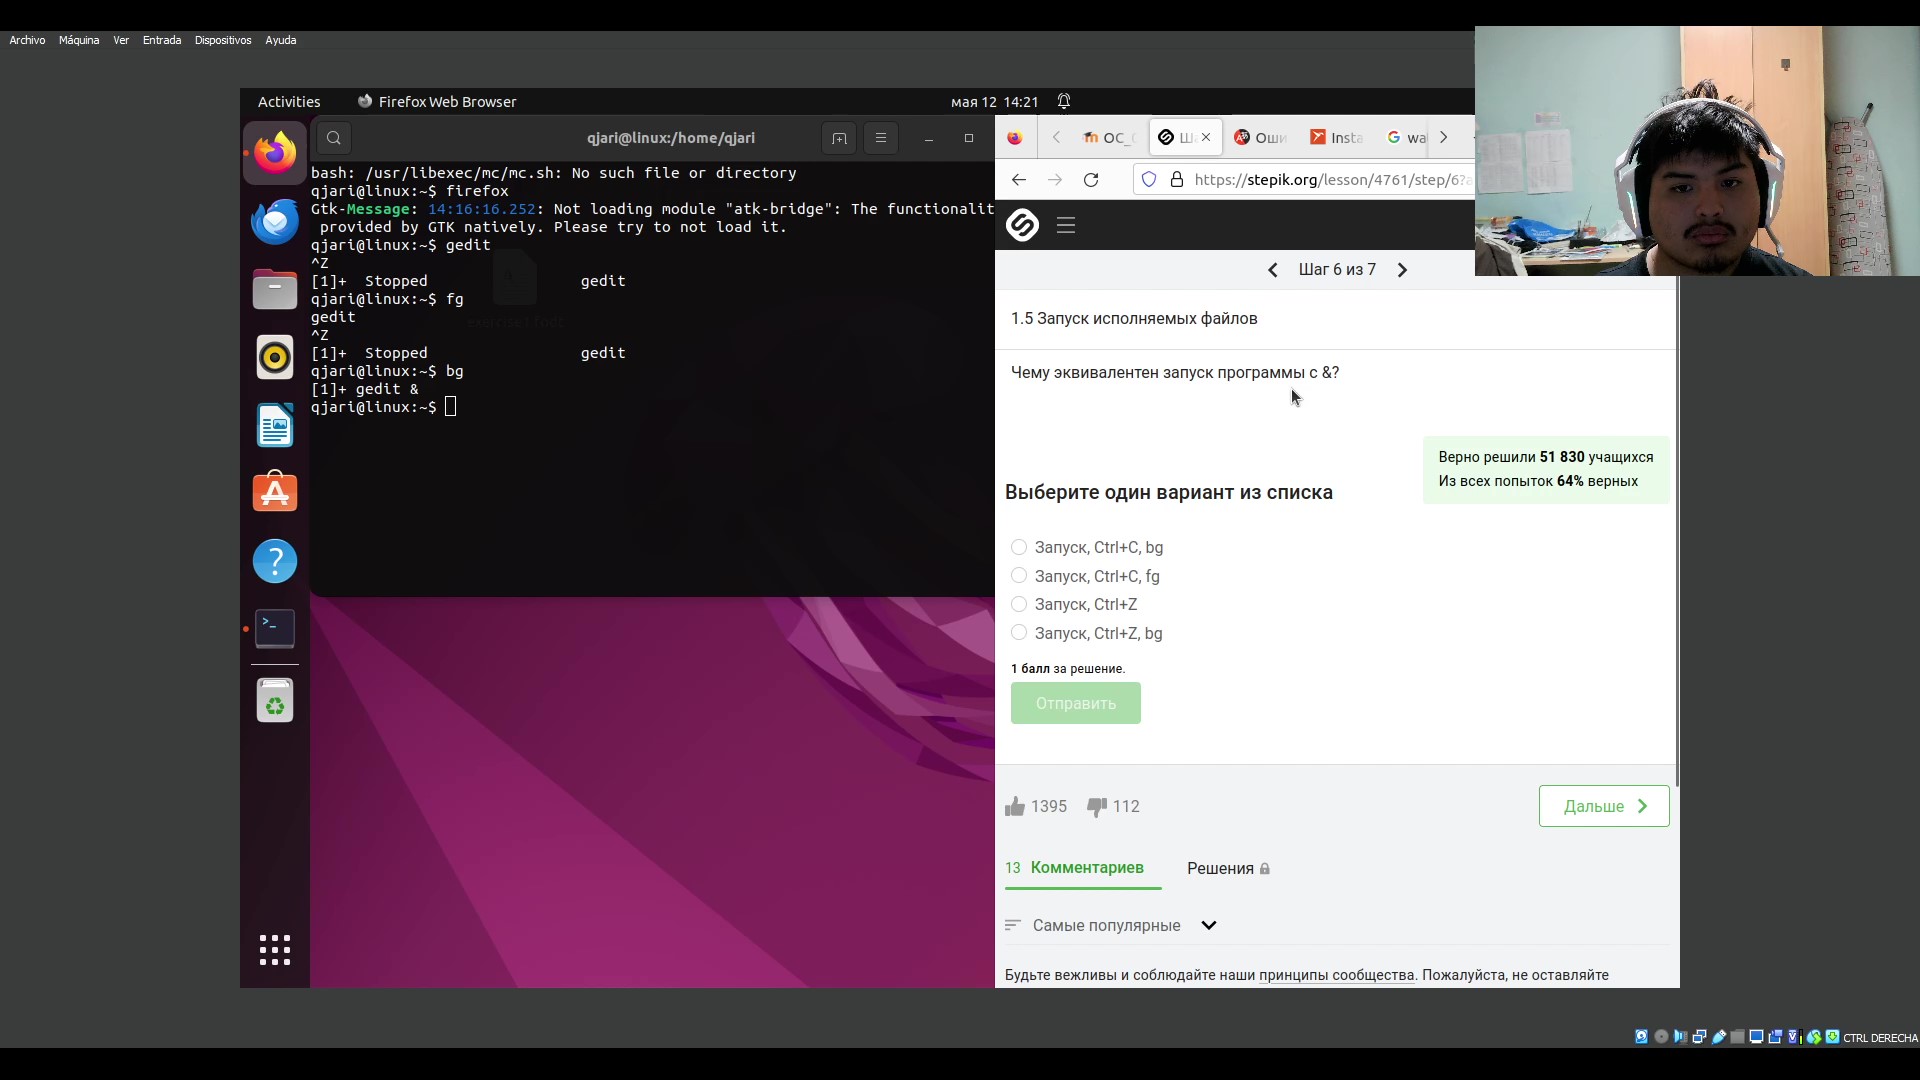 Archivo Máquina Ver Entrada Dispositivos Ayuda
Activities Firefox Web Browser мая 12 14:21
qjari@linux:/home/qjari
bash: /usr/libexec/mc/mc.sh: No such file or directory
qjari@linux:~$ firefox
Gtk-Message: 14:16:16.252: Not loading module "atk-bridge": The functionalit
provided by GTK natively. Please try to not load it.
qjari@linux:~$ gedit
^Z
[1]+ Stopped gedit
qjari@linux:~$ fg
gedit
^Z
[1]+ Stopped gedit
qjari@linux:~$ bg
[1]+ gedit &
qjari@linux:~$
ОС_ Ша Оши Insta wa
https://stepik.org/lesson/4761/step/6?
Шаг 6 из 7
1.5 Запуск исполняемых файлов
Чему эквивалентен запуск программы с &?
Верно решили 51 830 учащихся
Из всех попыток 64% верных
Выберите один вариант из списка
Запуск, Ctrl+C, bg
Запуск, Ctrl+C, fg
Запуск, Ctrl+Z
Запуск, Ctrl+Z, bg
1 балл за решение.
Отправить
1395 112
Дальше
13 Комментариев Решения
Самые популярные
Будьте вежливы и соблюдайте наши принципы сообщества. Пожалуйста, не оставляйте
CTRL DERECHA